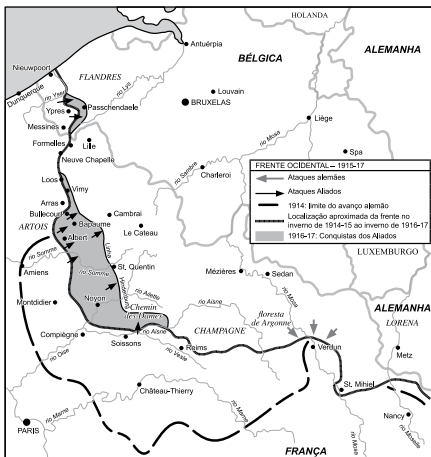 HOLANDA
Antuérpia
Nieuwpoort
FLANDRES
BÉLGICA
ALEMANHA
Dunquerque
rio Yser
rio Lys
Louvain
Ypres
Passchendaele
BRUXELAS
Messines
Lille
Liège
rio Mosa
Formelles
Spa
Neuve Chapelle
Loos
Charleroi
rio Sambre
Vimy
Arras
Bullecourt
Cambrai
ARTOIS
Bapaume
Le Cateau
Albert
rio Somme
Amiens
rio Somme
Linha Hindenburg
St. Quentin
Mézières
Sedan
LUXEMBURGO
Montdidier
Noyon
rio Ailette
rio Mosa
ALEMANHA
Chemin
des Dames
rio Aisne
floresta
de Argonne
LORENA
Compiègne
rio Aisne
CHAMPAGNE
rio Oise
Soissons
rio Vesle
Reims
Verdun
Metz
St. Mihiel
Château-Thierry
rio Marne
rio Marne
Nancy
rio Moselle
PARIS
FRANÇA
FRENTE OCIDENTAL – 1915-17
Ataques alemães
Ataques Aliados
1914: limite do avanço alemão
Localização aproximada da frente no
inverno de 1914-15 ao inverno de 1916-17
1916-17: Conquistas dos Aliados